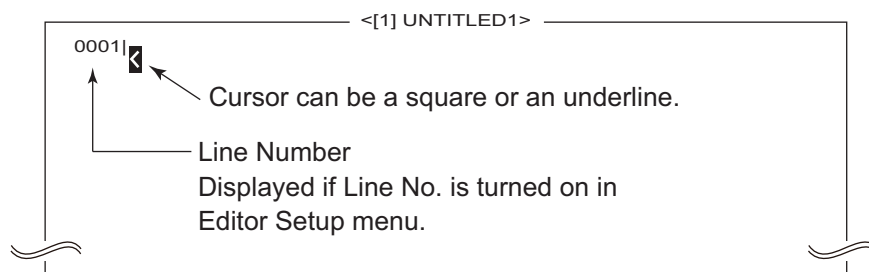 <[1] UNTITLED1>
0001|<
Cursor can be a square or an underline.
Line Number
Displayed if Line No. is turned on in
Editor Setup menu.